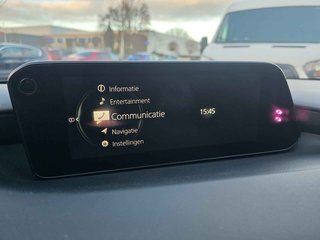 Informatie
Entertainment
Communicatie
15:45
Navigatie
Instellingen